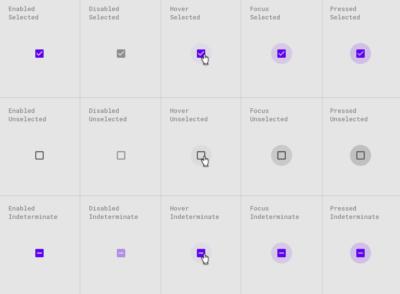 Enabled
Selected
Disabled
Selected
Hover
Selected
Focus
Selected
Pressed
Selected
Enabled
Unselected
Disabled
Unselected
Hover
Unselected
Focus
Unselected
Pressed
Unselected
Enabled
Indeterminate
Disabled
Indeterminate
Hover
Indeterminate
Focus
Indeterminate
Pressed
Indeterminate